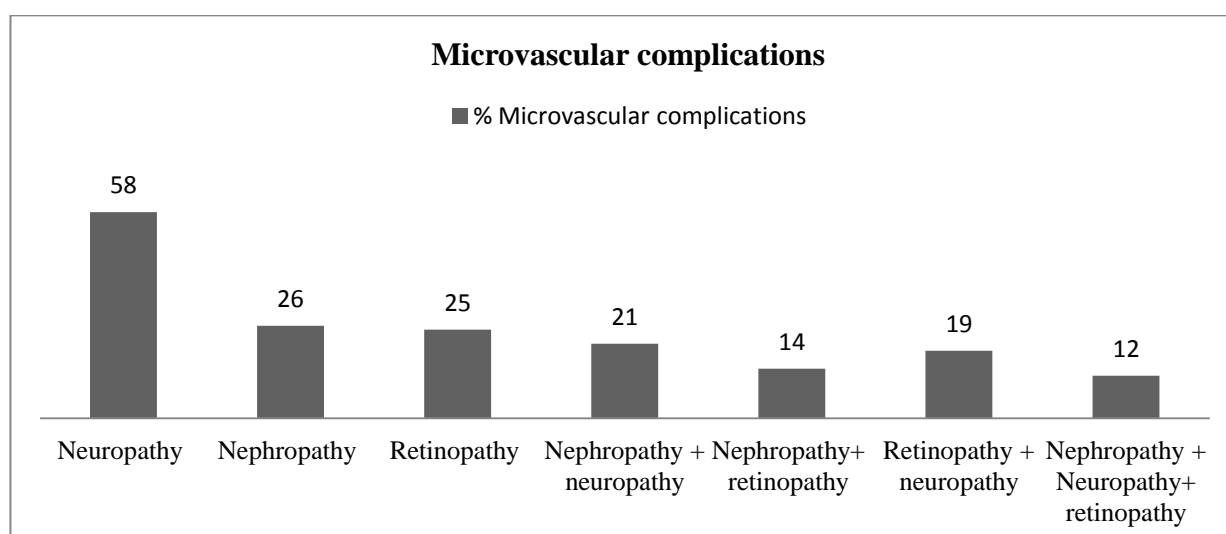 Microvascular complications
% Microvascular complications
58
26
25
21
14
19
12
Neuropathy
Nephropathy
Retinopathy
Nephropathy +
neuropathy
Nephropathy+
retinopathy
Retinopathy +
neuropathy
Nephropathy +
Neuropathy+
retinopathy